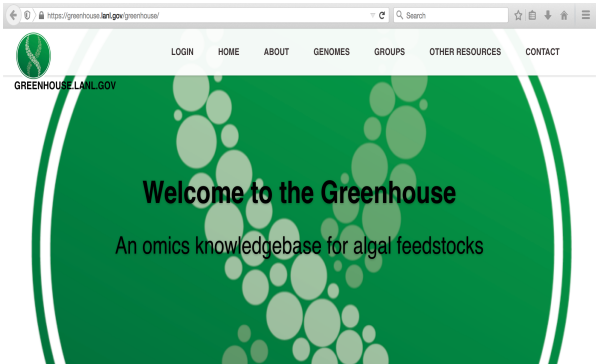 https://greenhouse.lanl.gov/greenhouse/
Search
LOGIN HOME ABOUT GENOMES GROUPS OTHER RESOURCES CONTACT
GREENHOUSE.LANL.GOV
Welcome to the Greenhouse
An omics knowledgebase for algal feedstocks